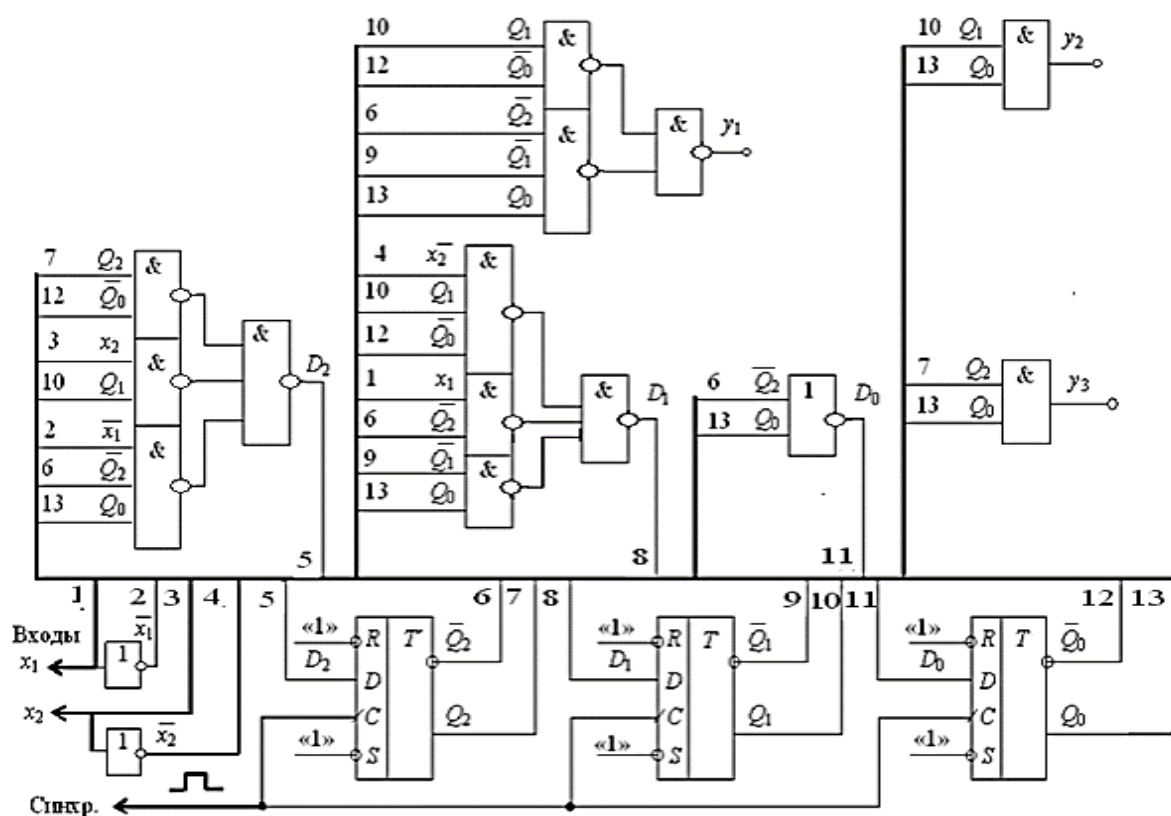 10 Q₁ &
12 Q̅₀
6 Q̅₂ &
9 Q̅₁
13 Q₀
& y₁
10 Q₁ & y₂
13 Q₀
7 Q₂ &
12 Q̅₀
3 x₂ &
10 Q₁
2 x̅₁ &
6 Q̅₂
13 Q₀
& D₂
5
4 x̅₂ &
10 Q₁
12 Q̅₀
1 x₁ &
6 Q̅₂
9 Q̅₁ &
13 Q₀
& D₁
8
6 Q̅₂ 1 D₀
13 Q₀
11
7 Q₂ & y₃
13 Q₀
1 2 3 4 5 6 7 8 9 10 11 12 13
Входы
x₁ 1 x̅₁
x₂ 1 x̅₂
Синхр.
«1» R T Q̅₂
D₂ D
C Q₂
«1» S
«1» R T Q̅₁
D₁ D
C Q₁
«1» S
«1» R T Q̅₀
D₀ D
C Q₀
«1» S